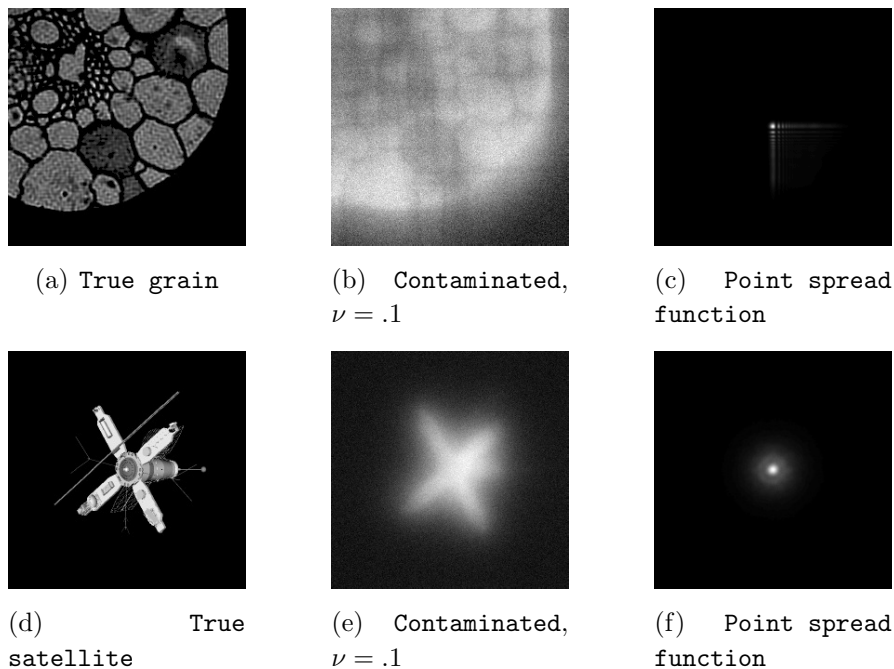 (a) True grain
(b) Contaminated,
ν = .1
(c) Point spread
function
(d) True
satellite
(e) Contaminated,
ν = .1
(f) Point spread
function